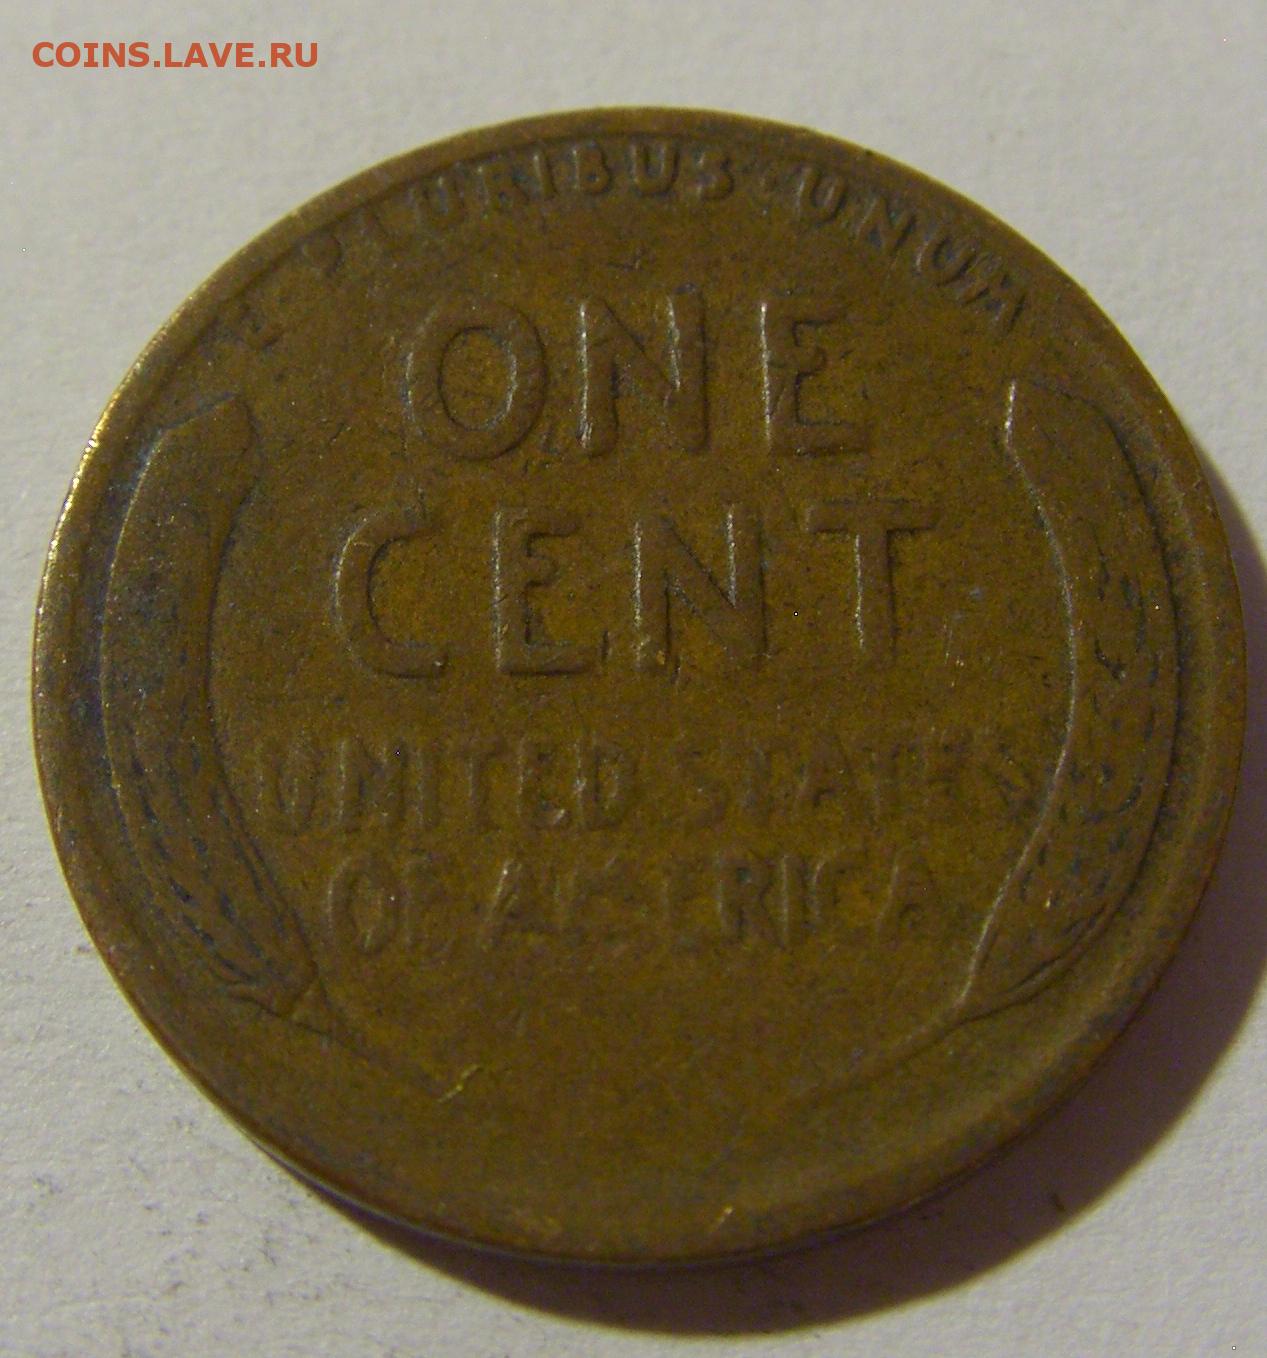 COINS.LAVE.RU
E · PLURIBUS · UNUM
ONE
CENT
UNITED STATES
OF AMERICA